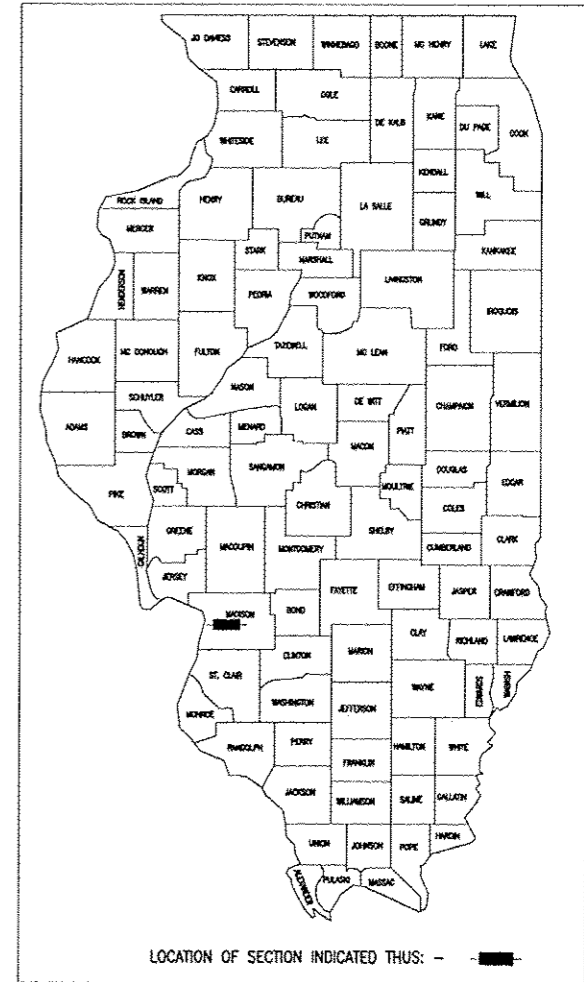 JO DAVIESS STEVENSON WINNEBAGO BOONE MC HENRY LAKE
CARROLL OGLE DE KALB KANE DU PAGE COOK
WHITESIDE LEE KENDALL WILL
ROCK ISLAND HENRY BUREAU LA SALLE GRUNDY
MERCER STARK PUTNAM MARSHALL KANKAKEE
HENDERSON WARREN KNOX PEORIA WOODFORD LIVINGSTON IROQUOIS
HANCOCK MC DONOUGH FULTON TAZEWELL MC LEAN FORD
ADAMS SCHUYLER MASON LOGAN DE WITT CHAMPAIGN VERMILION
BROWN CASS MENARD MACON PIATT
PIKE SCOTT MORGAN SANGAMON CHRISTIAN MOULTRIE DOUGLAS EDGAR
CALHOUN GREENE MACOUPIN MONTGOMERY SHELBY COLES
JERSEY CUMBERLAND CLARK
MADISON BOND FAYETTE EFFINGHAM JASPER CRAWFORD
CLINTON MARION CLAY RICHLAND LAWRENCE
ST. CLAIR WASHINGTON JEFFERSON WAYNE EDWARDS WABASH
MONROE RANDOLPH PERRY FRANKLIN HAMILTON WHITE
JACKSON WILLIAMSON SALINE GALLATIN
UNION JOHNSON POPE HARDIN
ALEXANDER PULASKI MASSAC
LOCATION OF SECTION INDICATED THUS: -